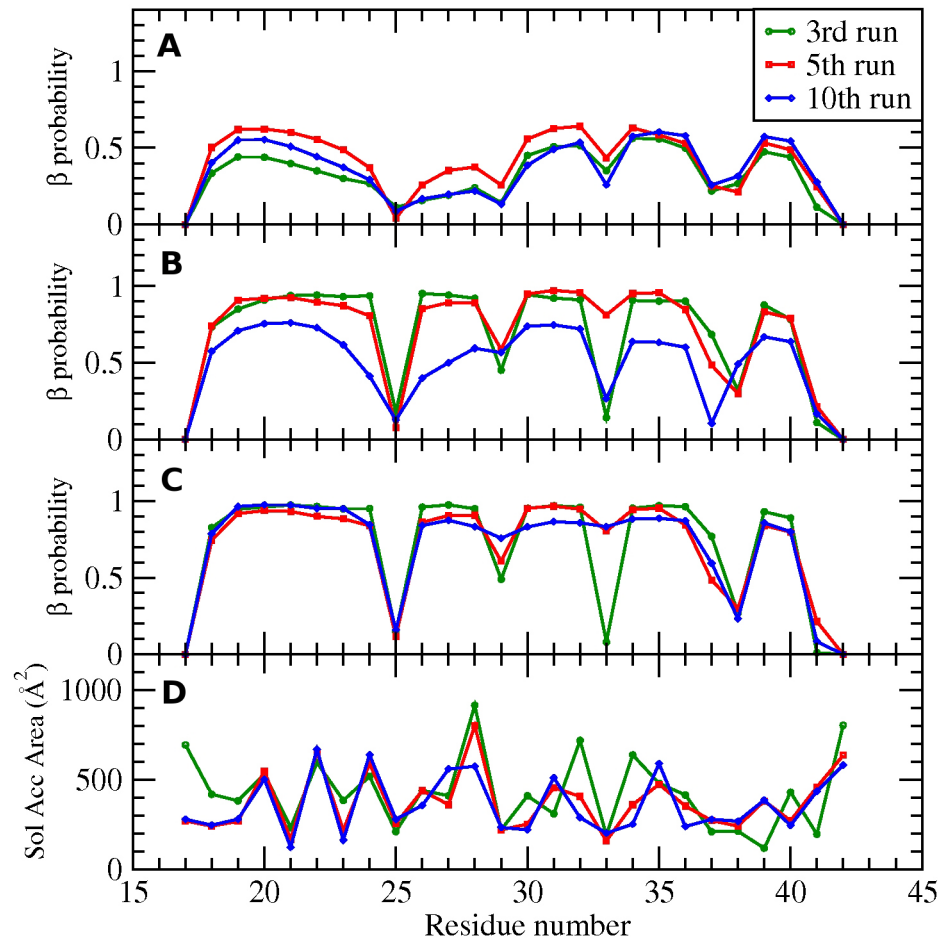 A
3rd run
5th run
10th run
β probability
1
0.5
0
B
β probability
1
0.5
0
C
β probability
1
0.5
0
D
Sol Acc Area (Å²)
1000
500
0
15 20 25 30 35 40 45
Residue number